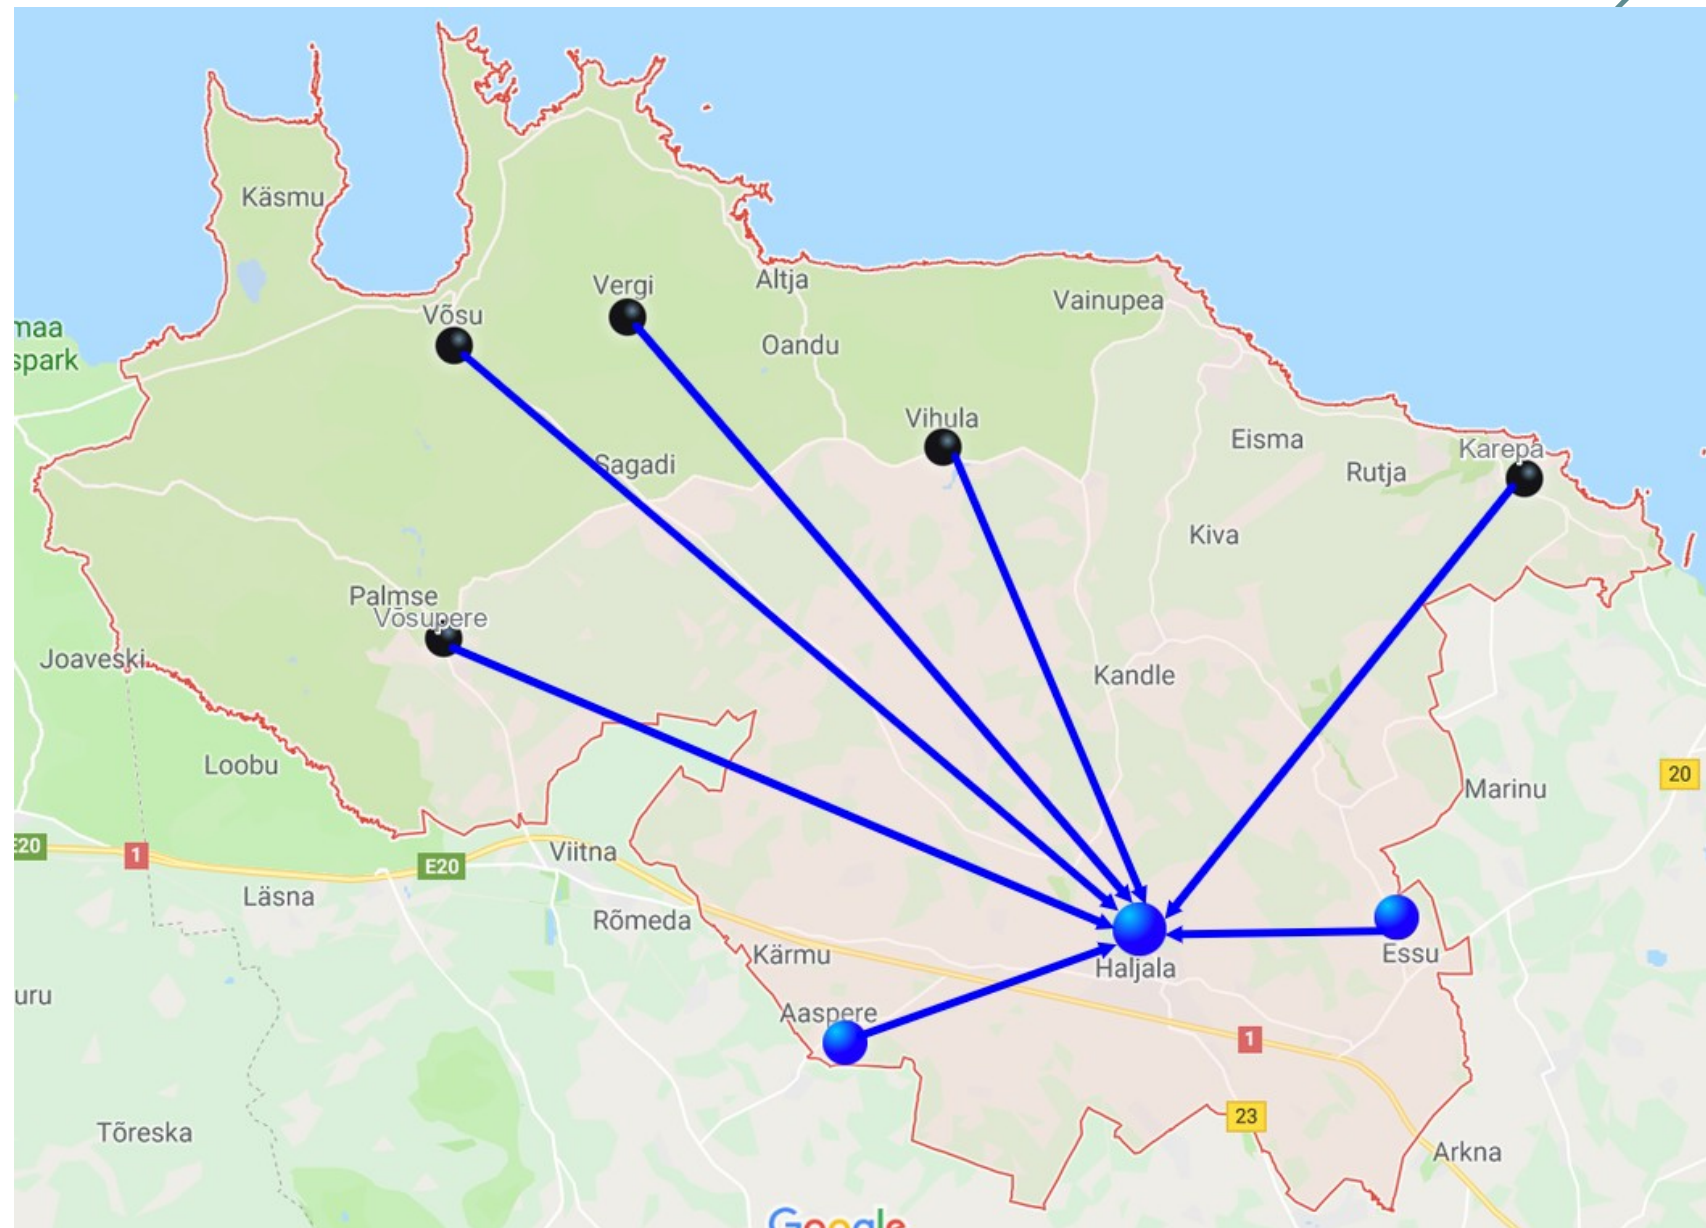 Käsmu
Vergi
Altja
Vainupea
Võsu
maa
spark
Oandu
Vihula
Eisma
Karepa
Sagadi
Rutja
Kiva
Palmse
Võsupere
Joaveski
Kandle
Loobu
Marinu
20
E20
1
E20
Viitna
Läsna
Rõmeda
Kärmu
Haljala
Essu
uru
Aaspere
1
23
Tõreska
Arkna
Google